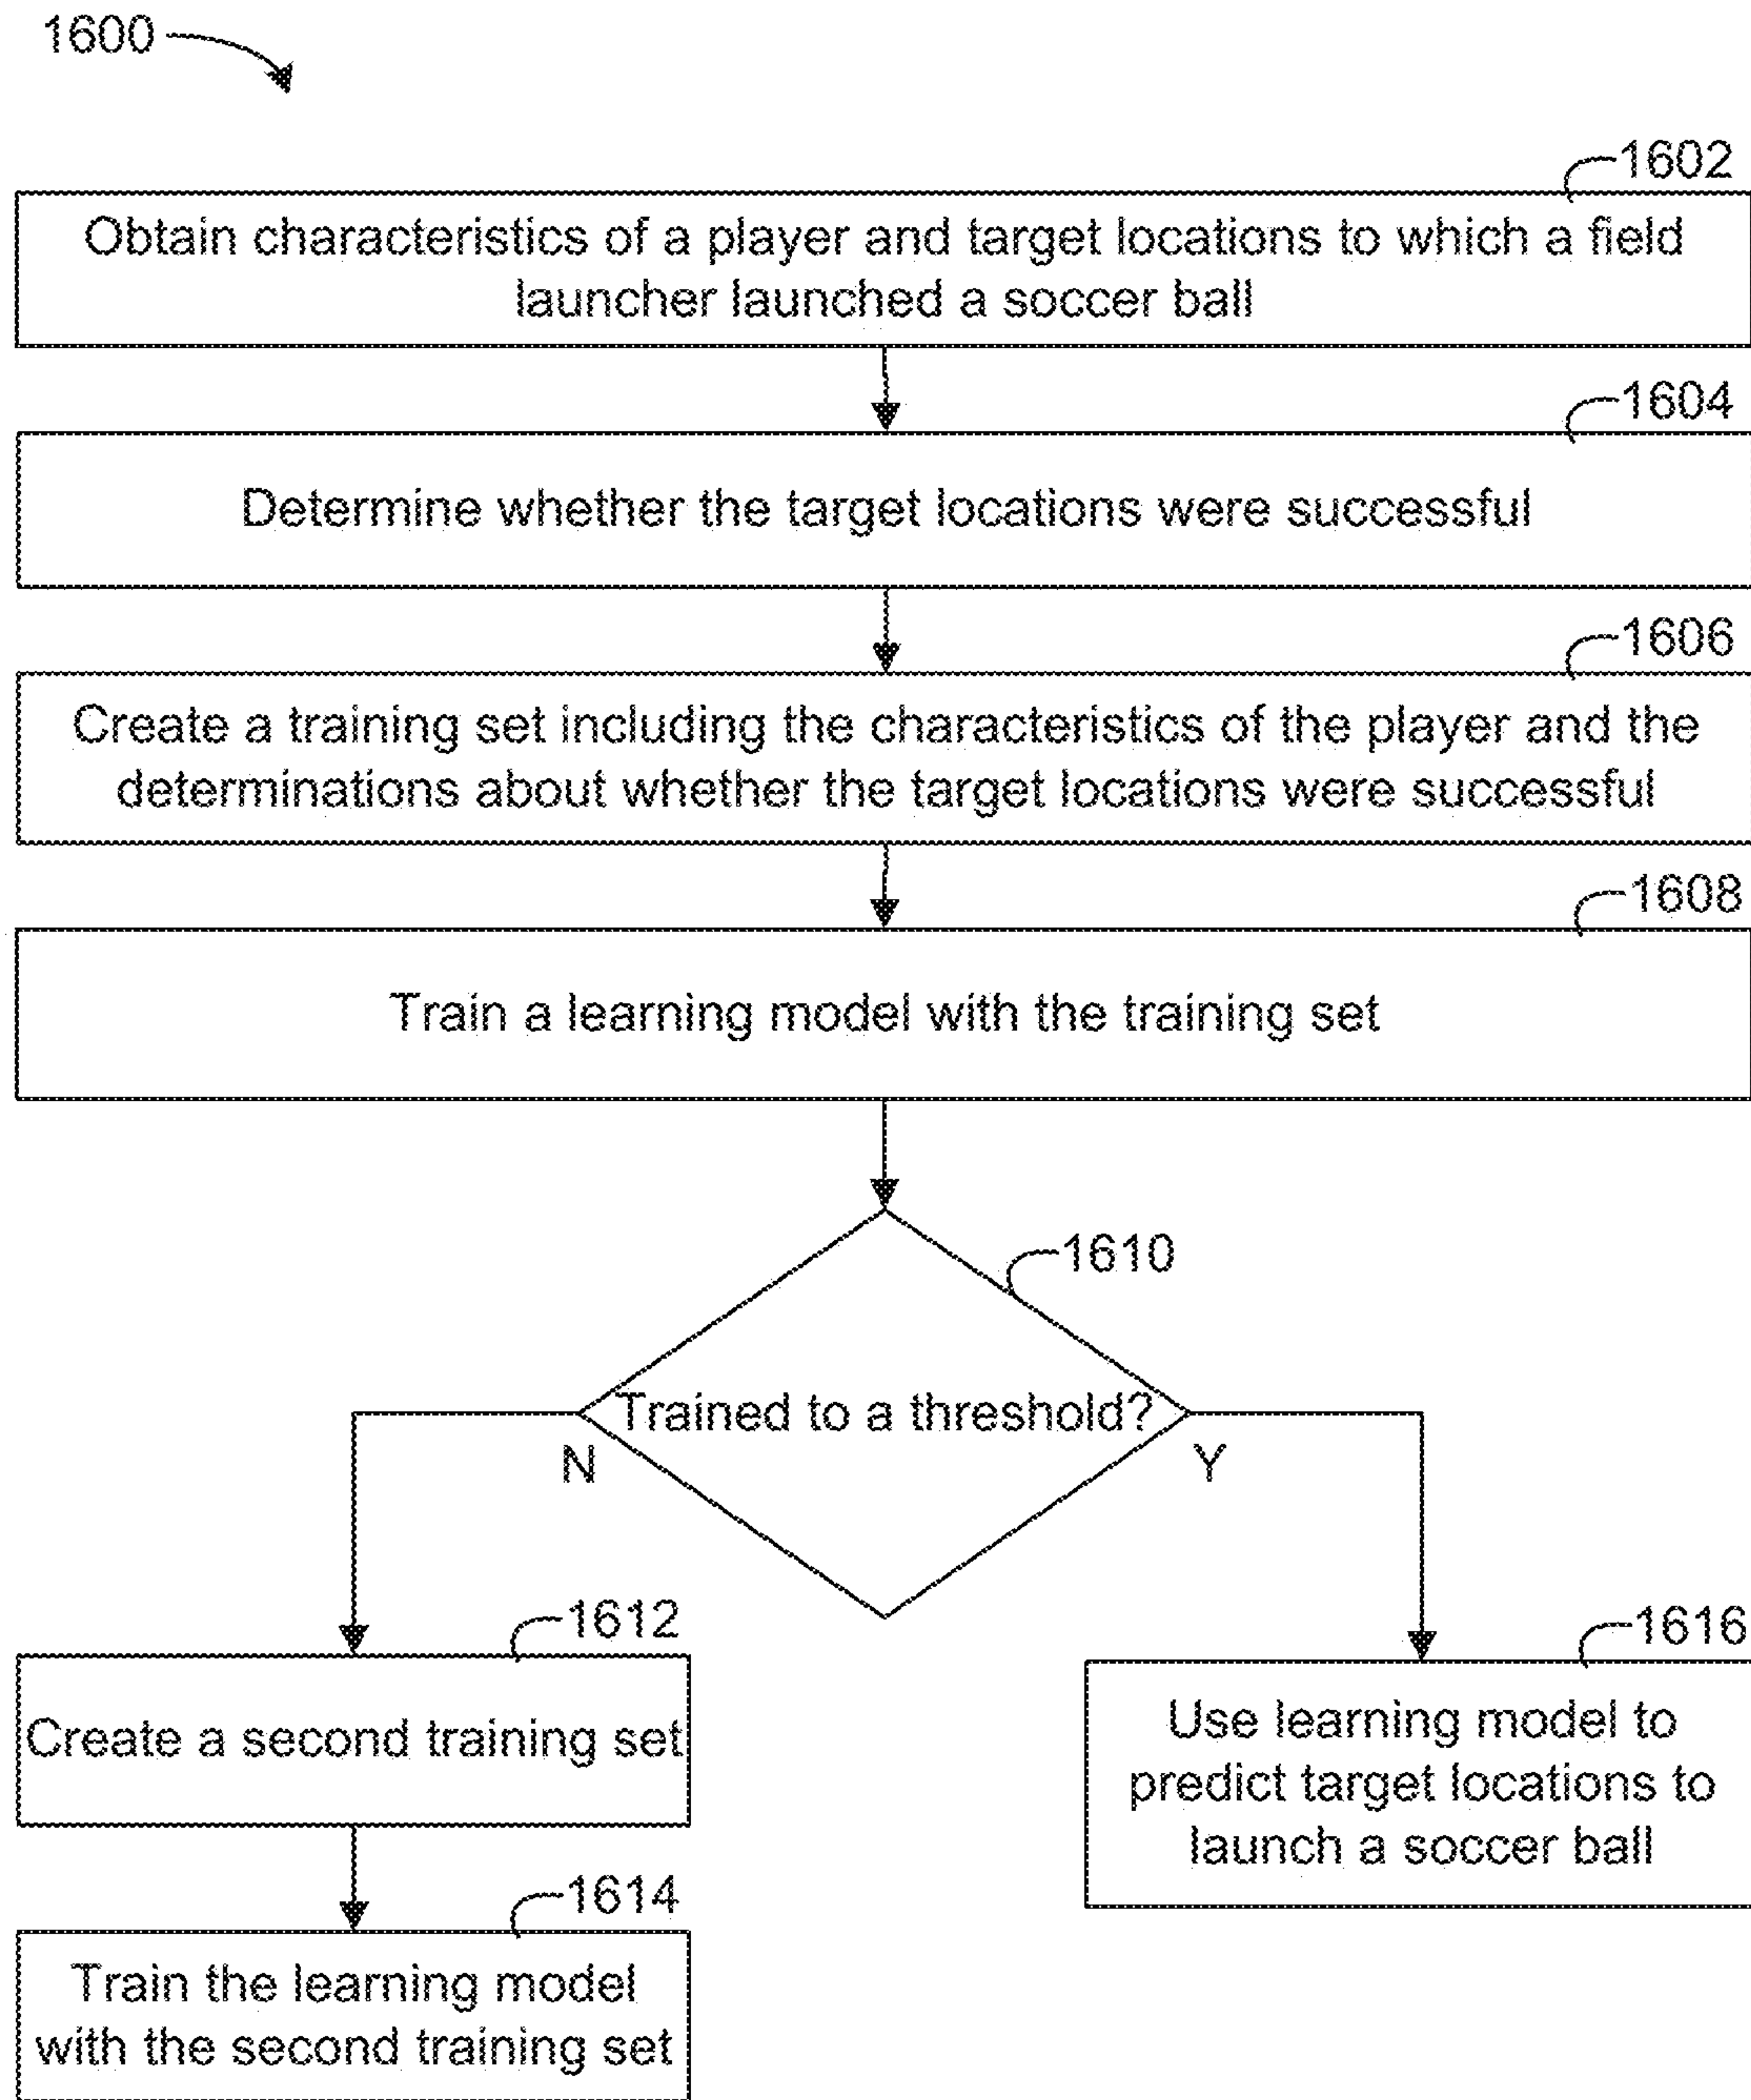 1600
1602
Obtain characteristics of a player and target locations to which a field
launcher launched a soccer ball
1604
Determine whether the target locations were successful
1606
Create a training set including the characteristics of the player and the
determinations about whether the target locations were successful
1608
Train a learning model with the training set
1610
Trained to a threshold?
N
Y
1612
Create a second training set
1616
Use learning model to
predict target locations to
launch a soccer ball
1614
Train the learning model
with the second training set